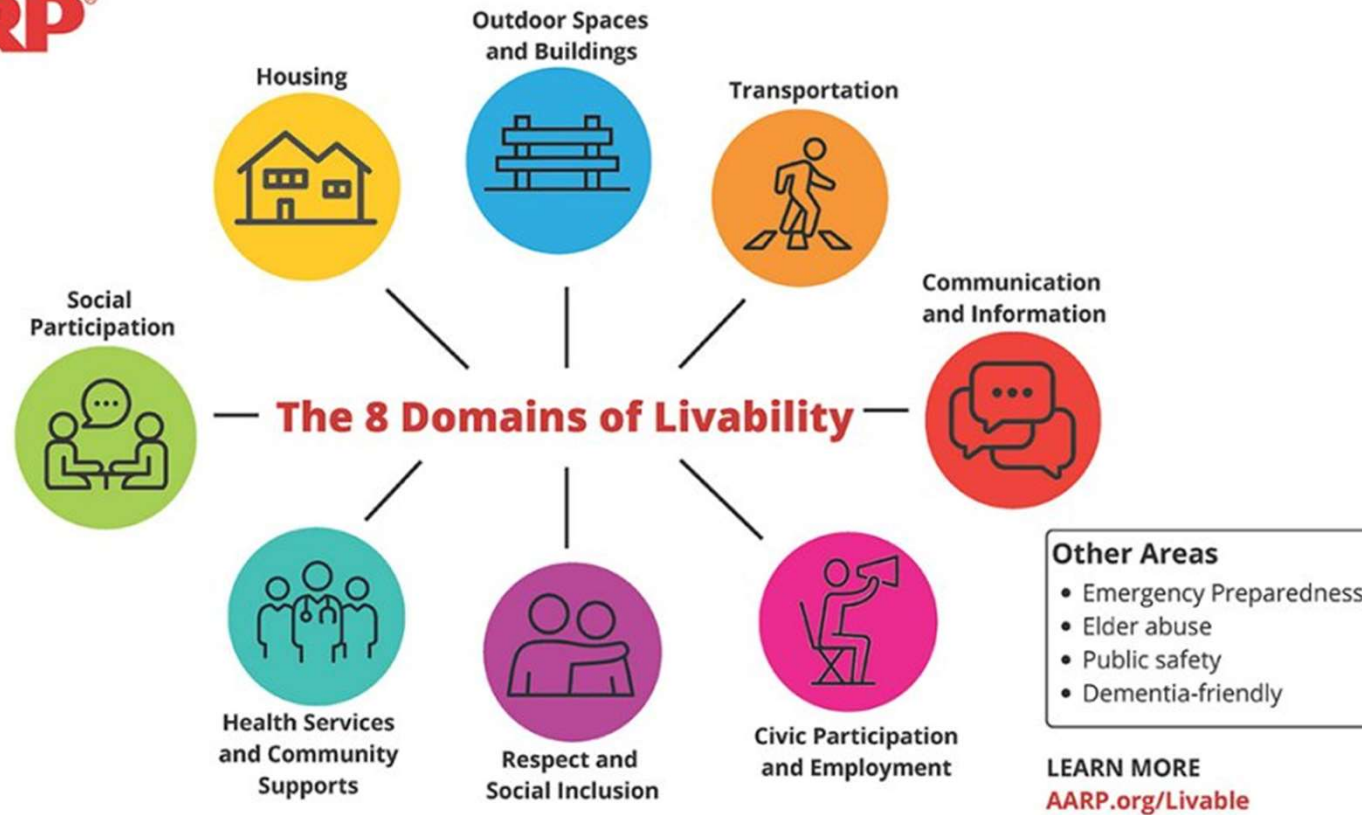 RP®
Outdoor Spaces
and Buildings
Housing
Transportation
Social
Participation
Communication
and Information
The 8 Domains of Livability
Health Services
and Community
Supports
Respect and
Social Inclusion
Civic Participation
and Employment
Other Areas
• Emergency Preparedness
• Elder abuse
• Public safety
• Dementia-friendly
LEARN MORE
AARP.org/Livable